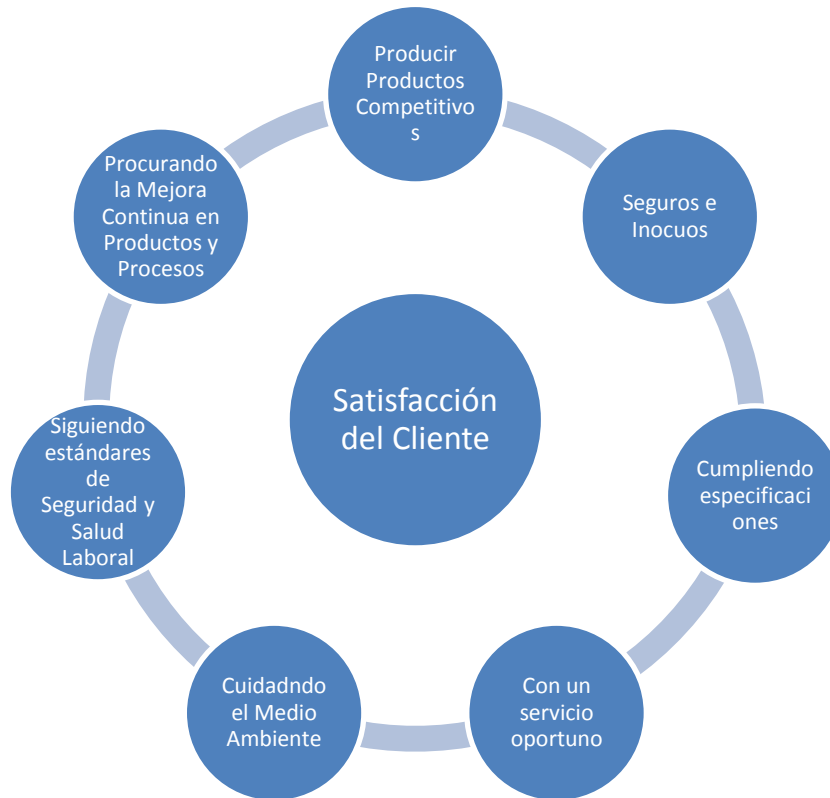 Producir
Productos
Competitivo
s
Seguros e
Inocuos
Cumpliendo
especificaci
ones
Con un
servicio
oportuno
Cuidadndo
el Medio
Ambiente
Siguiendo
estándares
de
Seguridad y
Salud
Laboral
Procurando
la Mejora
Continua en
Productos y
Procesos
Satisfacción
del Cliente